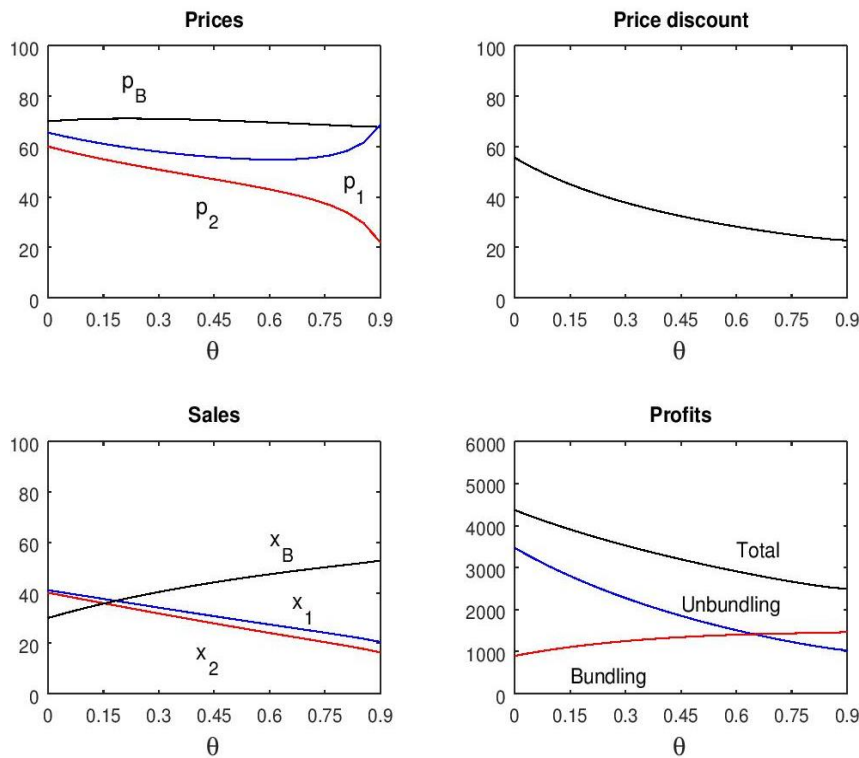 Prices
100
80
60
40
20
0
p_B
p_1
p_2
0 0.15 0.3 0.45 0.6 0.75 0.9
θ
Price discount
100
80
60
40
20
0
0 0.15 0.3 0.45 0.6 0.75 0.9
θ
Sales
100
80
60
40
20
0
x_B
x_1
x_2
0 0.15 0.3 0.45 0.6 0.75 0.9
θ
Profits
6000
5000
4000
3000
2000
1000
0
Total
Unbundling
Bundling
0 0.15 0.3 0.45 0.6 0.75 0.9
θ